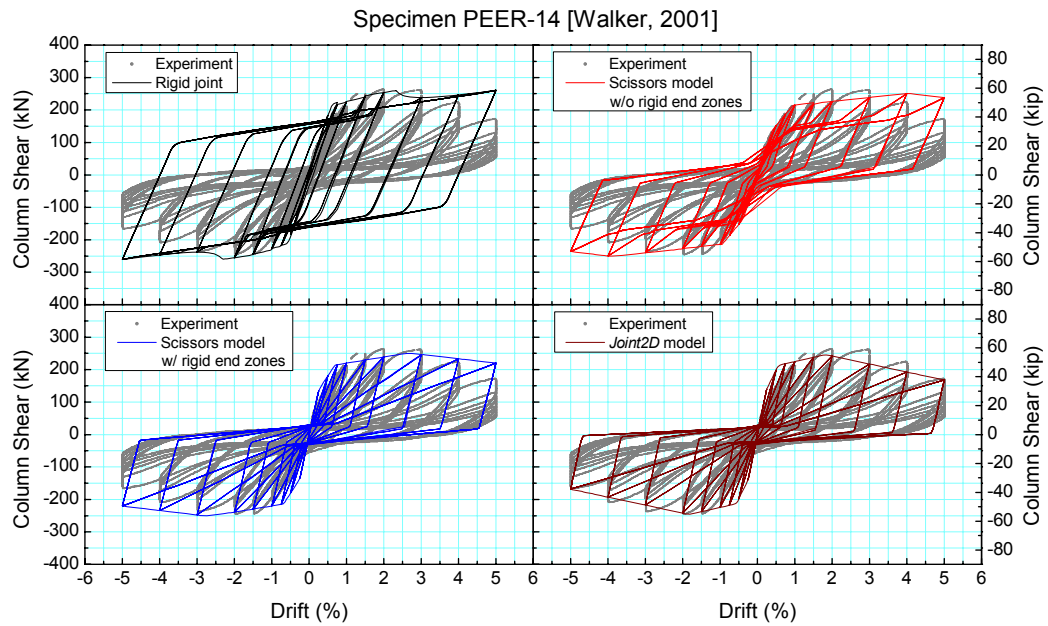 Specimen PEER-14 [Walker, 2001]
400
300
200
100
0
-100
-200
-300
400
Column Shear (kN)
Experiment
Rigid joint
Experiment
Scissors model
w/o rigid end zones
80
60
40
20
0
-20
-40
-60
-80
Column Shear (kip)
300
200
100
0
-100
-200
-300
-400
Column Shear (kN)
Experiment
Scissors model
w/ rigid end zones
Experiment
Joint2D model
60
40
20
0
-20
-40
-60
-80
Column Shear (kip)
-6 -5 -4 -3 -2 -1 0 1 2 3 4 5 6
-5 -4 -3 -2 -1 0 1 2 3 4 5 6
Drift (%)
Drift (%)